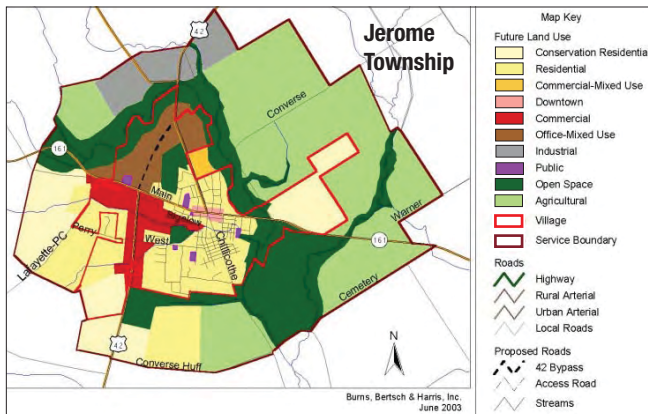 Jerome
Township
42
Converse
161
Main
Bigelow
Perry
West
Chillicothe
Lafayette-PC
Warner
161
Cemetery
42
Converse Huff
N
Burns, Bertsch & Harris, Inc.
June 2003
Map Key
Future Land Use
Conservation Residential
Residential
Commercial-Mixed Use
Downtown
Commercial
Office-Mixed Use
Industrial
Public
Open Space
Agricultural
Village
Service Boundary
Roads
Highway
Rural Arterial
Urban Arterial
Local Roads
Proposed Roads
42 Bypass
Access Road
Streams